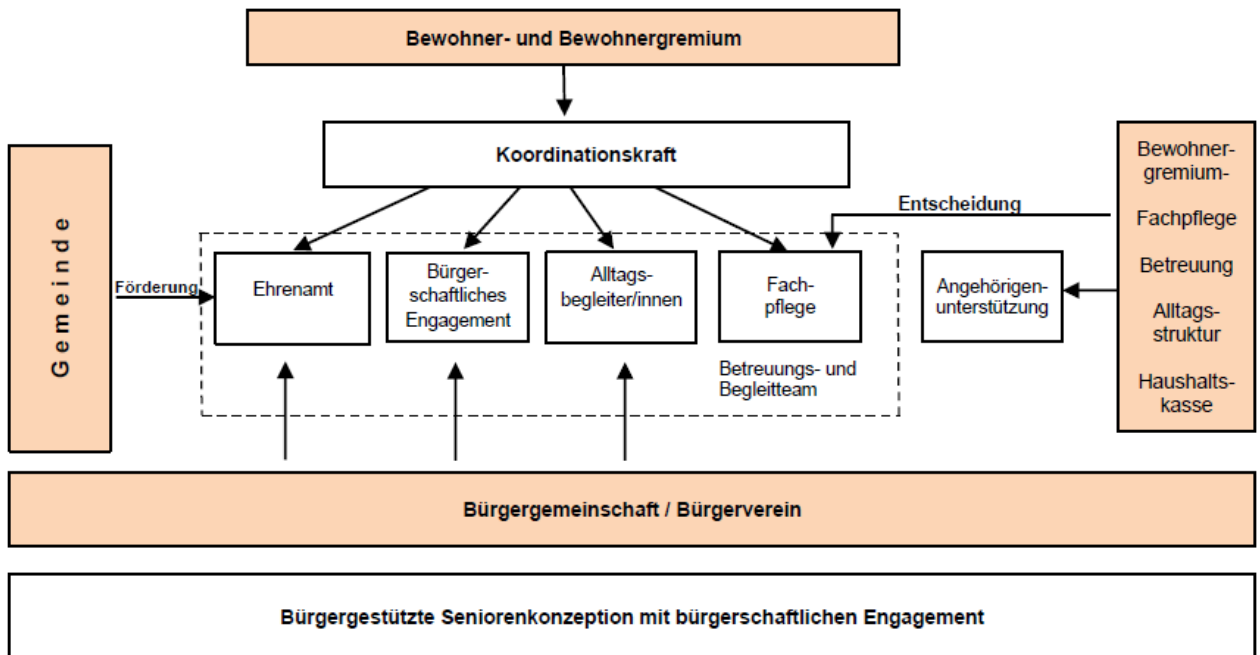 Bewohner- und Bewohnergremium
Koordinationskraft
Gemeinde
Förderung
Ehrenamt
Bürger-
schaftliches
Engagement
Alltags-
begleiter/innen
Fach-
pflege
Betreuungs- und
Begleitteam
Entscheidung
Angehörigen-
unterstützung
Bewohner-
gremium-
Fachpflege
Betreuung
Alltags-
struktur
Haushalts-
kasse
Bürgergemeinschaft / Bürgerverein
Bürgergestützte Seniorenkonzeption mit bürgerschaftlichen Engagement